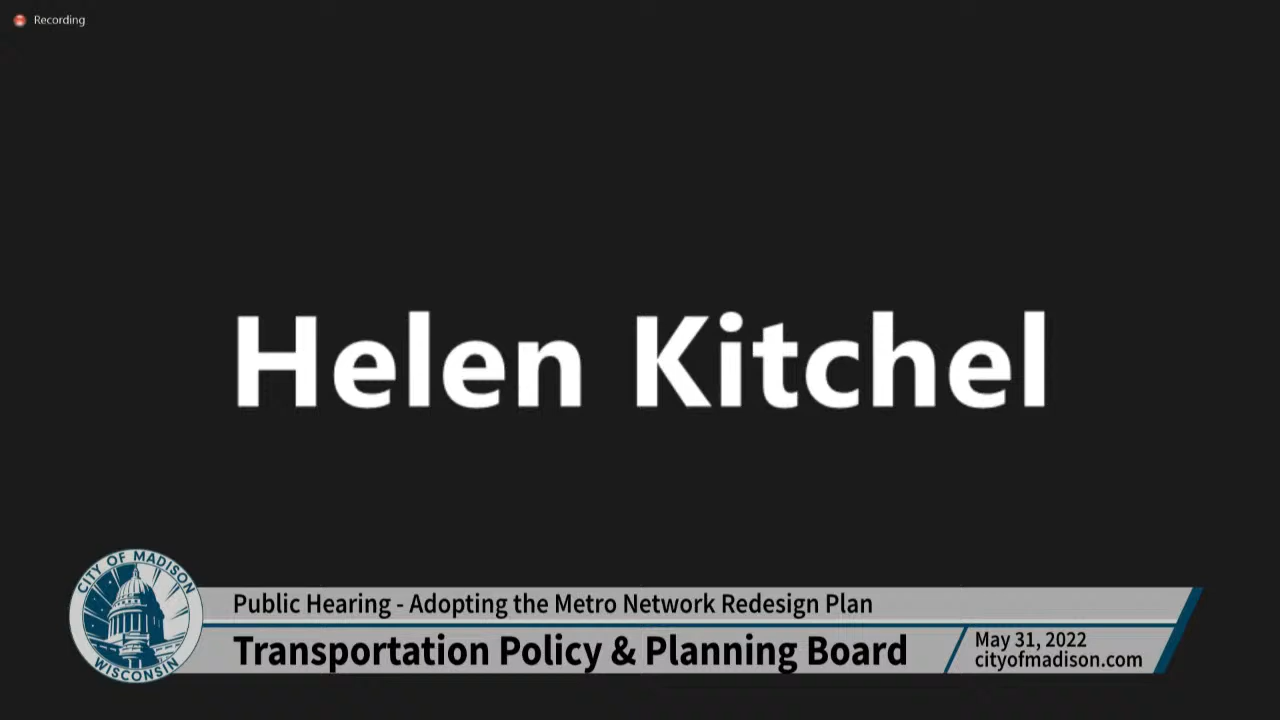 Recording
Helen Kitchel
CITY OF MADISON
WISCONSIN
Public Hearing - Adopting the Metro Network Redesign Plan
Transportation Policy & Planning Board
May 31, 2022
cityofmadison.com